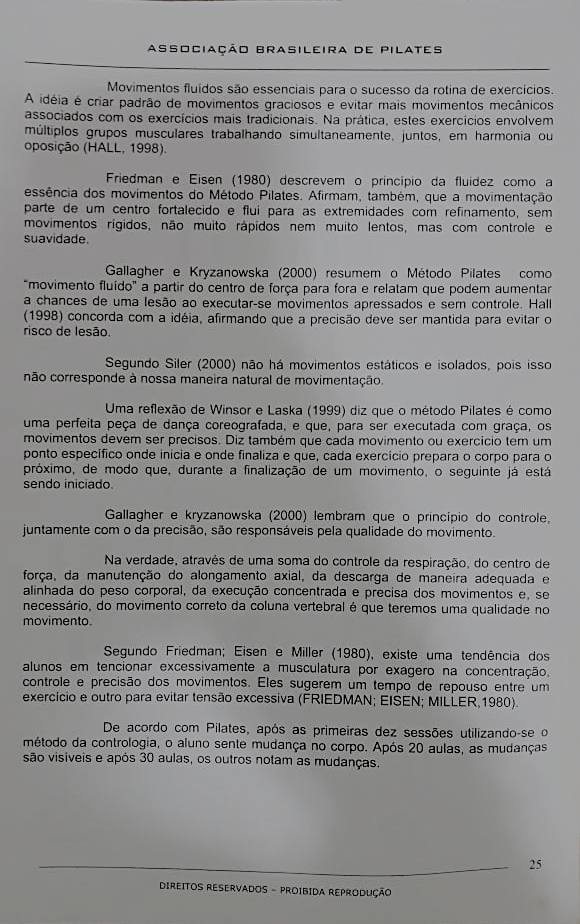 ASSOCIAÇÃO BRASILEIRA DE PILATES
Movimentos fluídos são essenciais para o sucesso da rotina de exercícios.
A idéia é criar padrão de movimentos graciosos e evitar mais movimentos mecânicos
associados com os exercícios mais tradicionais. Na prática, estes exercícios envolvem
múltiplos grupos musculares trabalhando simultaneamente, juntos, em harmonia ou
oposição (HALL, 1998).
Friedman e Eisen (1980) descrevem o princípio da fluidez como a
essência dos movimentos do Método Pilates. Afirmam, também, que a movimentação
parte de um centro fortalecido e flui para as extremidades com refinamento, sem
movimentos rígidos, não muito rápidos nem muito lentos, mas com controle e
suavidade.
Gallagher e Kryzanowska (2000) resumem o Método Pilates como
"movimento fluído" a partir do centro de força para fora e relatam que podem aumentar
a chances de uma lesão ao executar-se movimentos apressados e sem controle. Hall
(1998) concorda com a idéia, afirmando que a precisão deve ser mantida para evitar o
risco de lesão.
Segundo Siler (2000) não há movimentos estáticos e isolados, pois isso
não corresponde à nossa maneira natural de movimentação.
Uma reflexão de Winsor e Laska (1999) diz que o método Pilates é como
uma perfeita peça de dança coreografada, e que, para ser executada com graça, os
movimentos devem ser precisos. Diz também que cada movimento ou exercício tem um
ponto específico onde inicia e onde finaliza e que, cada exercício prepara o corpo para o
próximo, de modo que, durante a finalização de um movimento, o seguinte já está
sendo iniciado.
Gallagher e kryzanowska (2000) lembram que o princípio do controle,
juntamente com o da precisão, são responsáveis pela qualidade do movimento.
Na verdade, através de uma soma do controle da respiração, do centro de
força, da manutenção do alongamento axial, da descarga de maneira adequada e
alinhada do peso corporal, da execução concentrada e precisa dos movimentos e, se
necessário, do movimento correto da coluna vertebral é que teremos uma qualidade no
movimento.
Segundo Friedman; Eisen e Miller (1980), existe uma tendência dos
alunos em tencionar excessivamente a musculatura por exagero na concentração,
controle e precisão dos movimentos. Eles sugerem um tempo de repouso entre um
exercício e outro para evitar tensão excessiva (FRIEDMAN; EISEN; MILLER,1980).
De acordo com Pilates, após as primeiras dez sessões utilizando-se o
método da contrologia, o aluno sente mudança no corpo. Após 20 aulas, as mudanças
são visíveis e após 30 aulas, os outros notam as mudanças.
25
DIREITOS RESERVADOS – PROIBIDA REPRODUÇÃO